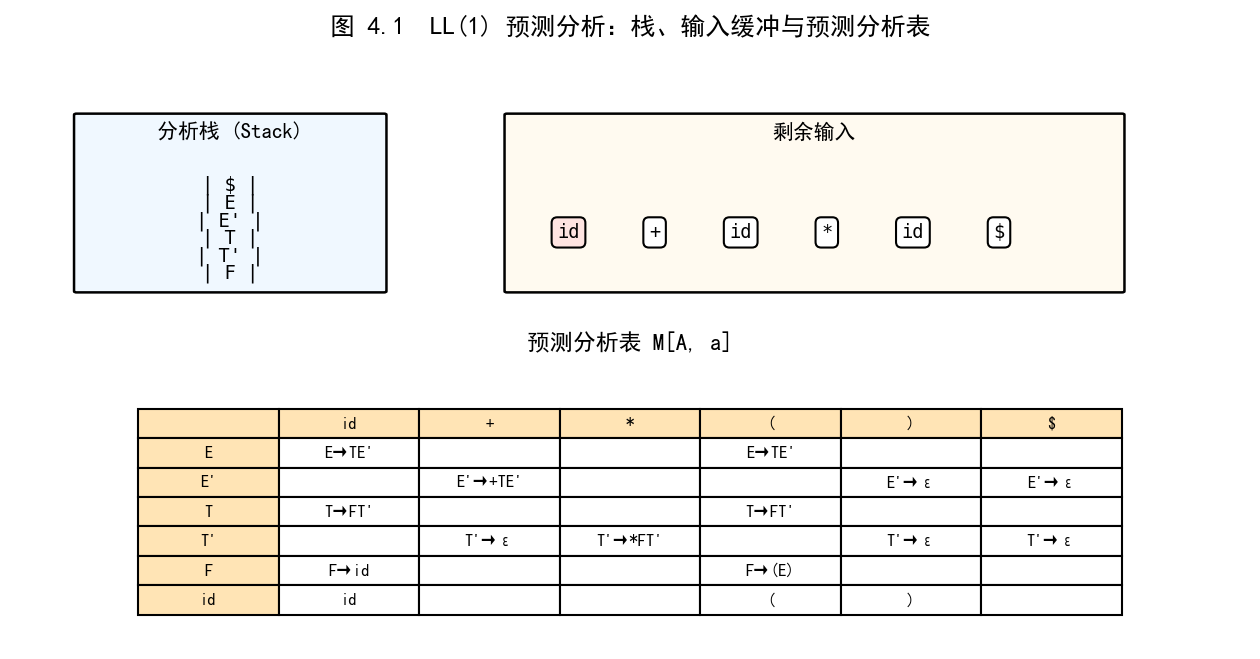 图 4.1  LL(1) 预测分析：栈、输入缓冲与预测分析表
分析栈 (Stack)
| $ |
| E |
| E' |
| T |
| T' |
| F |
剩余输入
id + id * id $
预测分析表 M[A, a]
id + * ( ) $
E E→TE' E→TE'
E' E'→+TE' E'→ ε E'→ ε
T T→FT' T→FT'
T' T'→ ε T'→*FT' T'→ ε T'→ ε
F F→id F→(E)
id id ( )